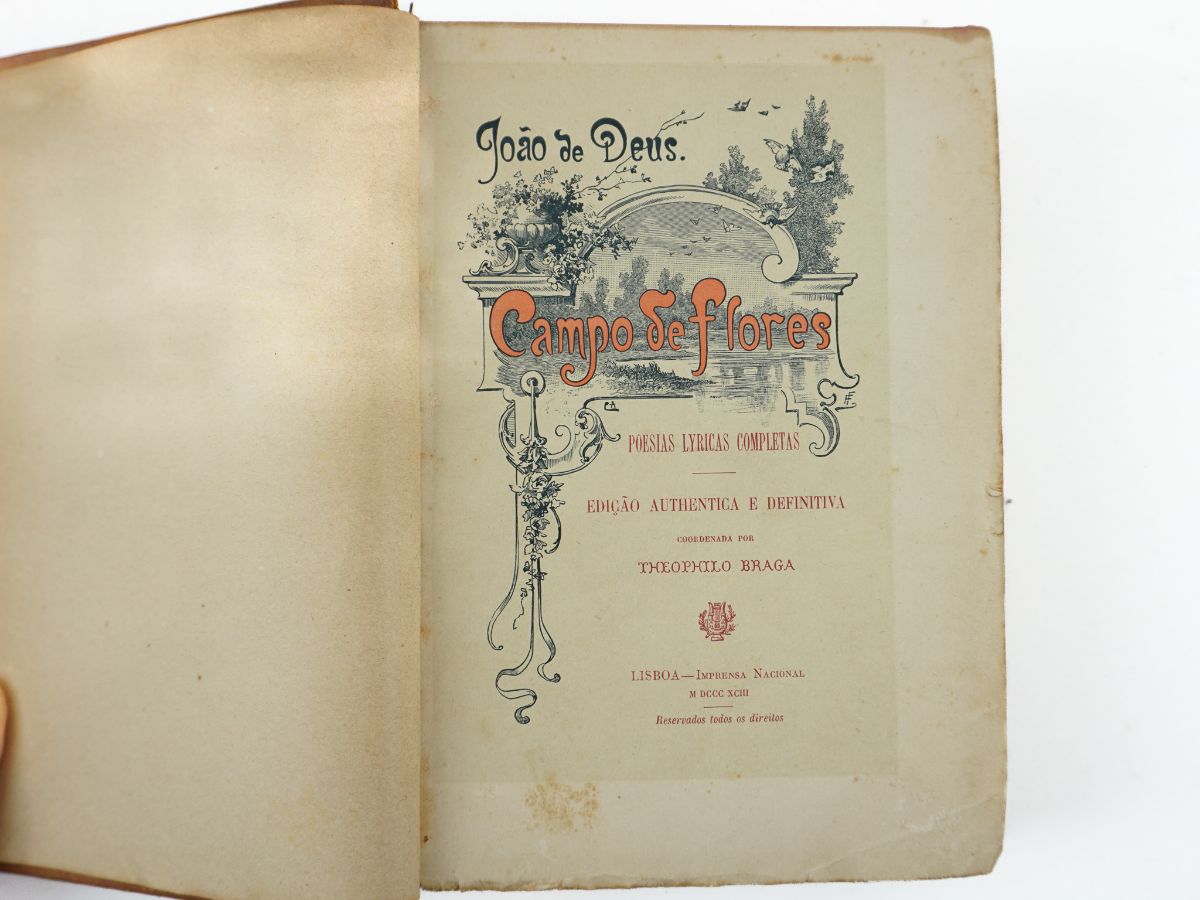 João de Deus.
Campo de flores
POESIAS LYRICAS COMPLETAS
EDIÇÃO AUTHENTICA E DEFINITIVA
COORDENADA POR
THEOPHILO BRAGA
LISBOA—IMPRENSA NACIONAL
M DCCC XCIII
Reservados todos os direitos